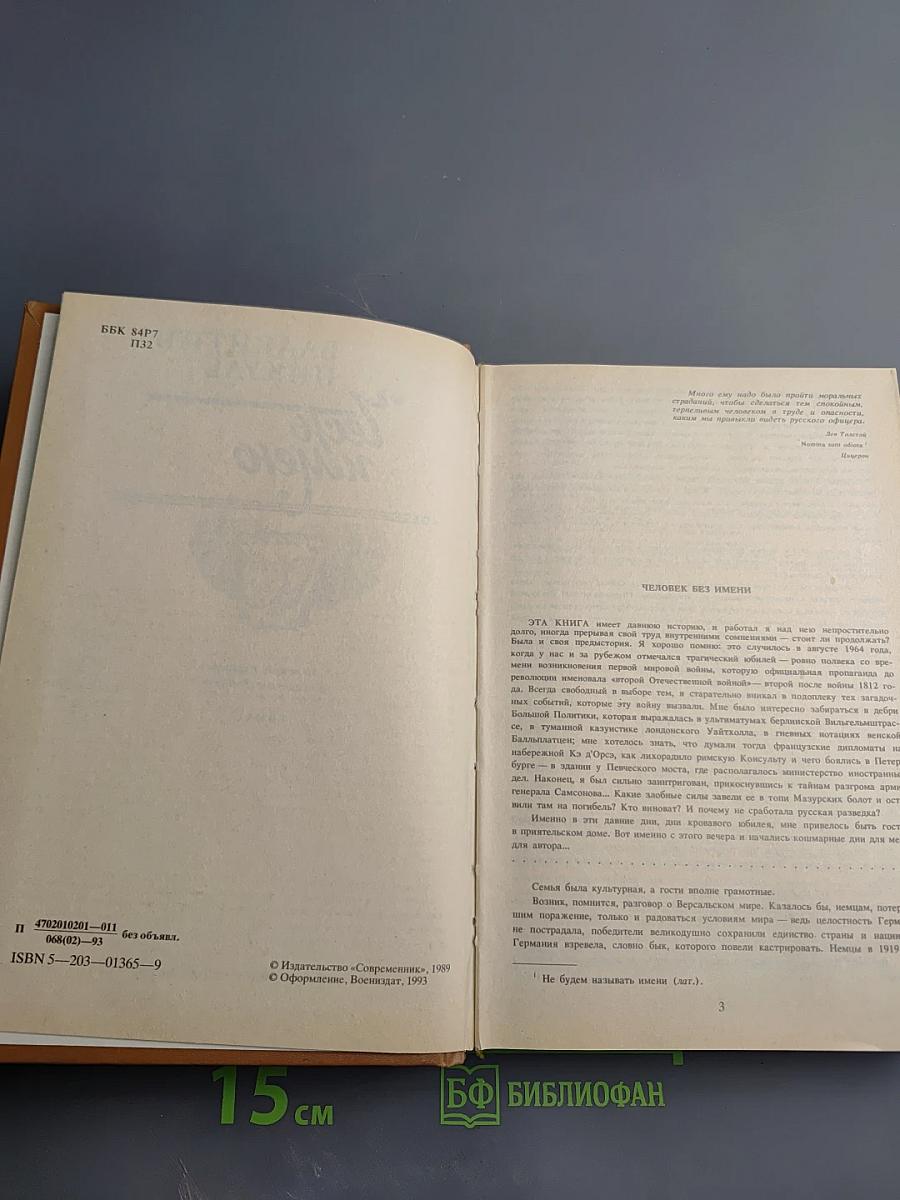 ББК 84Р7
П32
П 4702010201—011
068(02)—93 без объявл.
ISBN 5—203—01365—9
© Издательство «Современник», 1989
© Оформление, Воениздат, 1993
Много ему надо было пройти моральных
страданий, чтобы сделаться тем спокойным,
терпеливым человеком в труде и опасности,
каким мы привыкли видеть русского офицера.
Лев Толстой
Nomina sunt odiosa ¹
Цицерон
ЧЕЛОВЕК БЕЗ ИМЕНИ
ЭТА КНИГА имеет давнюю историю, и работал я над нею непростительно
долго, иногда прерывая свой труд внутренними сомнениями — стоит ли продолжать?
Была и своя предыстория. Я хорошо помню: это случилось в августе 1964 года,
когда у нас и за рубежом отмечался трагический юбилей — ровно полвека со вре-
мени возникновения первой мировой войны, которую официальная пропаганда до
революции именовала «второй Отечественной войной» — второй после войны 1812 го-
да. Всегда свободный в выборе тем, я старательно вникал в подоплеку тех загадоч-
ных событий, которые эту войну вызвали. Мне было интересно забираться в дебри
Большой Политики, которая выражалась в ультиматумах берлинской Вильгельмштрас-
се, в туманной казуистике лондонского Уайтхолла, в гневных нотациях венской
Балльплатцен; мне хотелось знать, что думали тогда французские дипломаты на
набережной Кэ д'Орсэ, как лихорадило римскую Консульту и чего боялись в Петер
бурге — в здании у Певческого моста, где располагалось министерство иностранны
дел. Наконец, я был сильно заинтригован, прикоснувшись к тайнам разгрома арми
генерала Самсонова... Какие злобные силы завели ее в топи Мазурских болот и ост
вили там на погибель? Кто виноват? И почему не сработала русская разведка?
Именно в эти давние дни, дни кровавого юбилея, мне привелось быть гост
в приятельском доме. Вот именно с этого вечера и начались кошмарные дни для ме
для автора...
Семья была культурная, а гости вполне грамотные.
Возник, помнится, разговор о Версальском мире. Казалось бы, немцам, потер
шим поражение, только и радоваться условиям мира — ведь целостность Герм
не пострадала, победители великодушно сохранили единство страны и нации
Германия взревела, словно бык, которого повели кастрировать. Немцы в 1919
¹ Не будем называть имени (лат.).
3
15 см
БФ БИБЛИОФАН